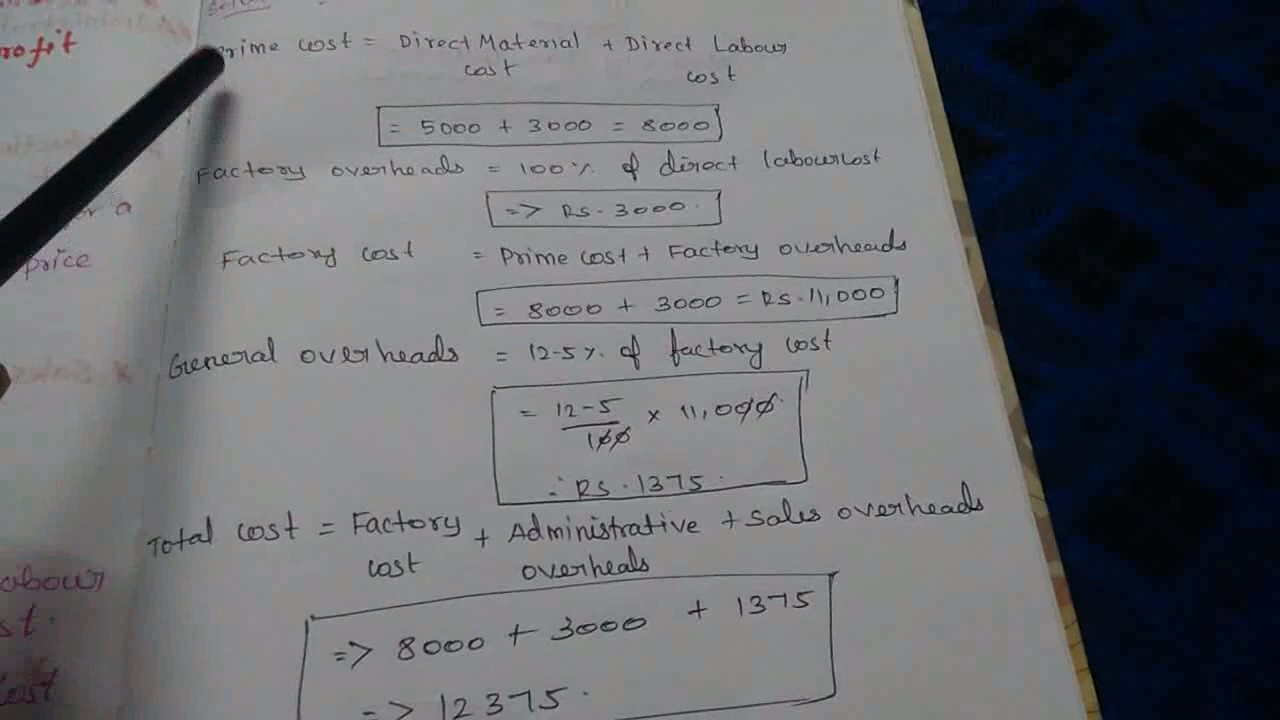 rofit
Prime cost = Direct Material + Direct Labour
cost cost
= 5000 + 3000 = 8000
Factory overheads = 100% of direct labourcost
=> Rs. 3000.
a
price
Factory cost = Prime cost + Factory overheads
= 8000 + 3000 = Rs. 11,000
General overheads = 12-5% of factory cost
= 12-5/100 × 11,000.
= Rs. 1375.
Total cost = Factory + Administrative + Sales overheads
cost overheals
abour
st.
=> 8000 + 3000 + 1375
cost
=> 12375.